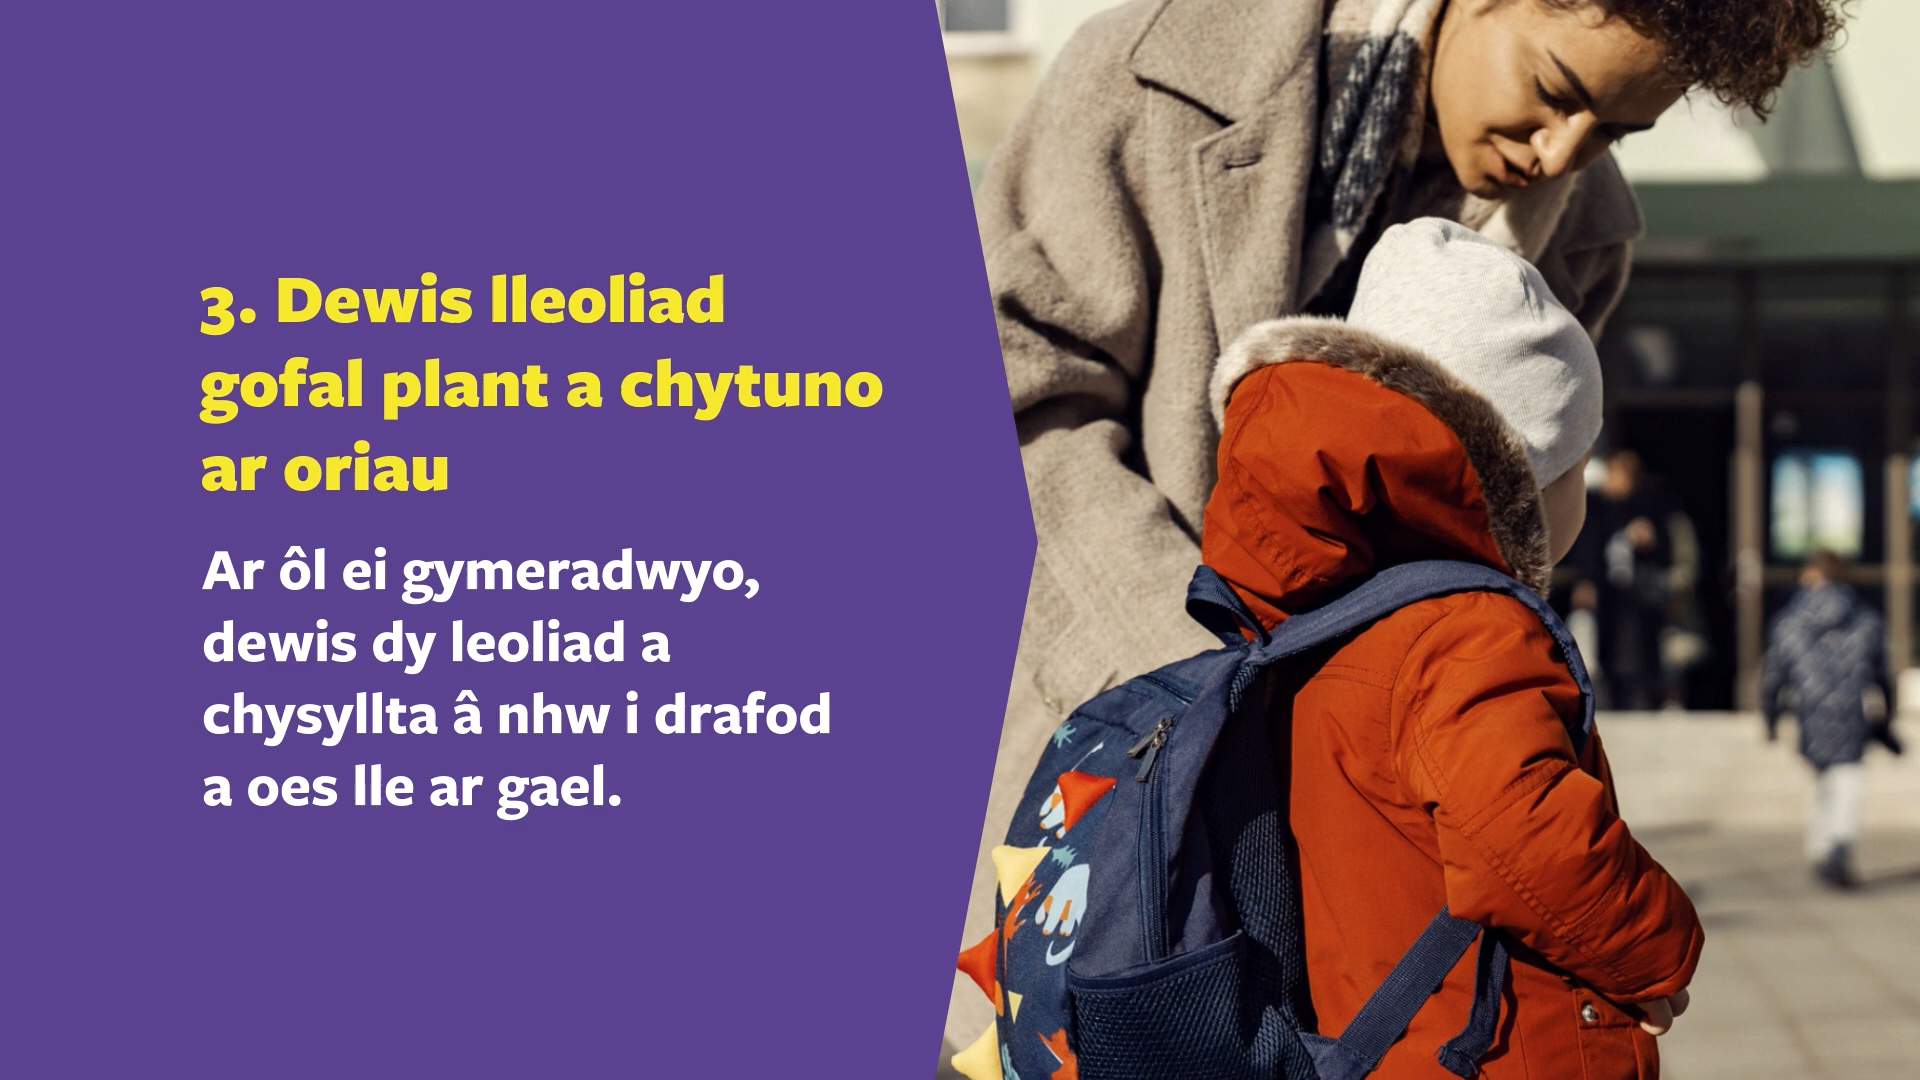 3. Dewis lleoliad
gofal plant a chytuno
ar oriau
Ar ôl ei gymeradwyo,
dewis dy leoliad a
chysyllta â nhw i drafod
a oes lle ar gael.